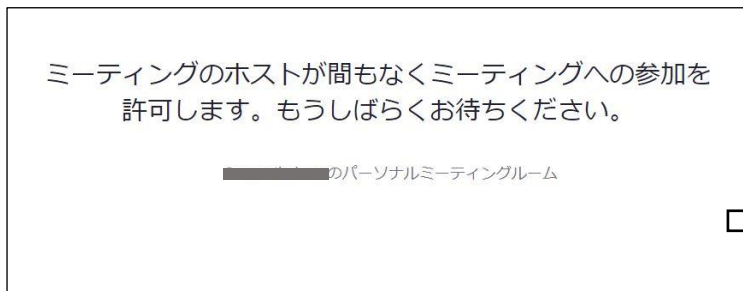 ミーティングのホストが間もなくミーティングへの参加を
許可します。もうしばらくお待ちください。
のパーソナルミーティングルーム